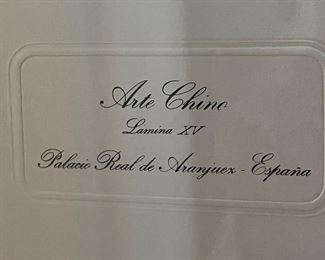 Arte Chino
Lamina XV
Palacio Real de Aranjuez - España